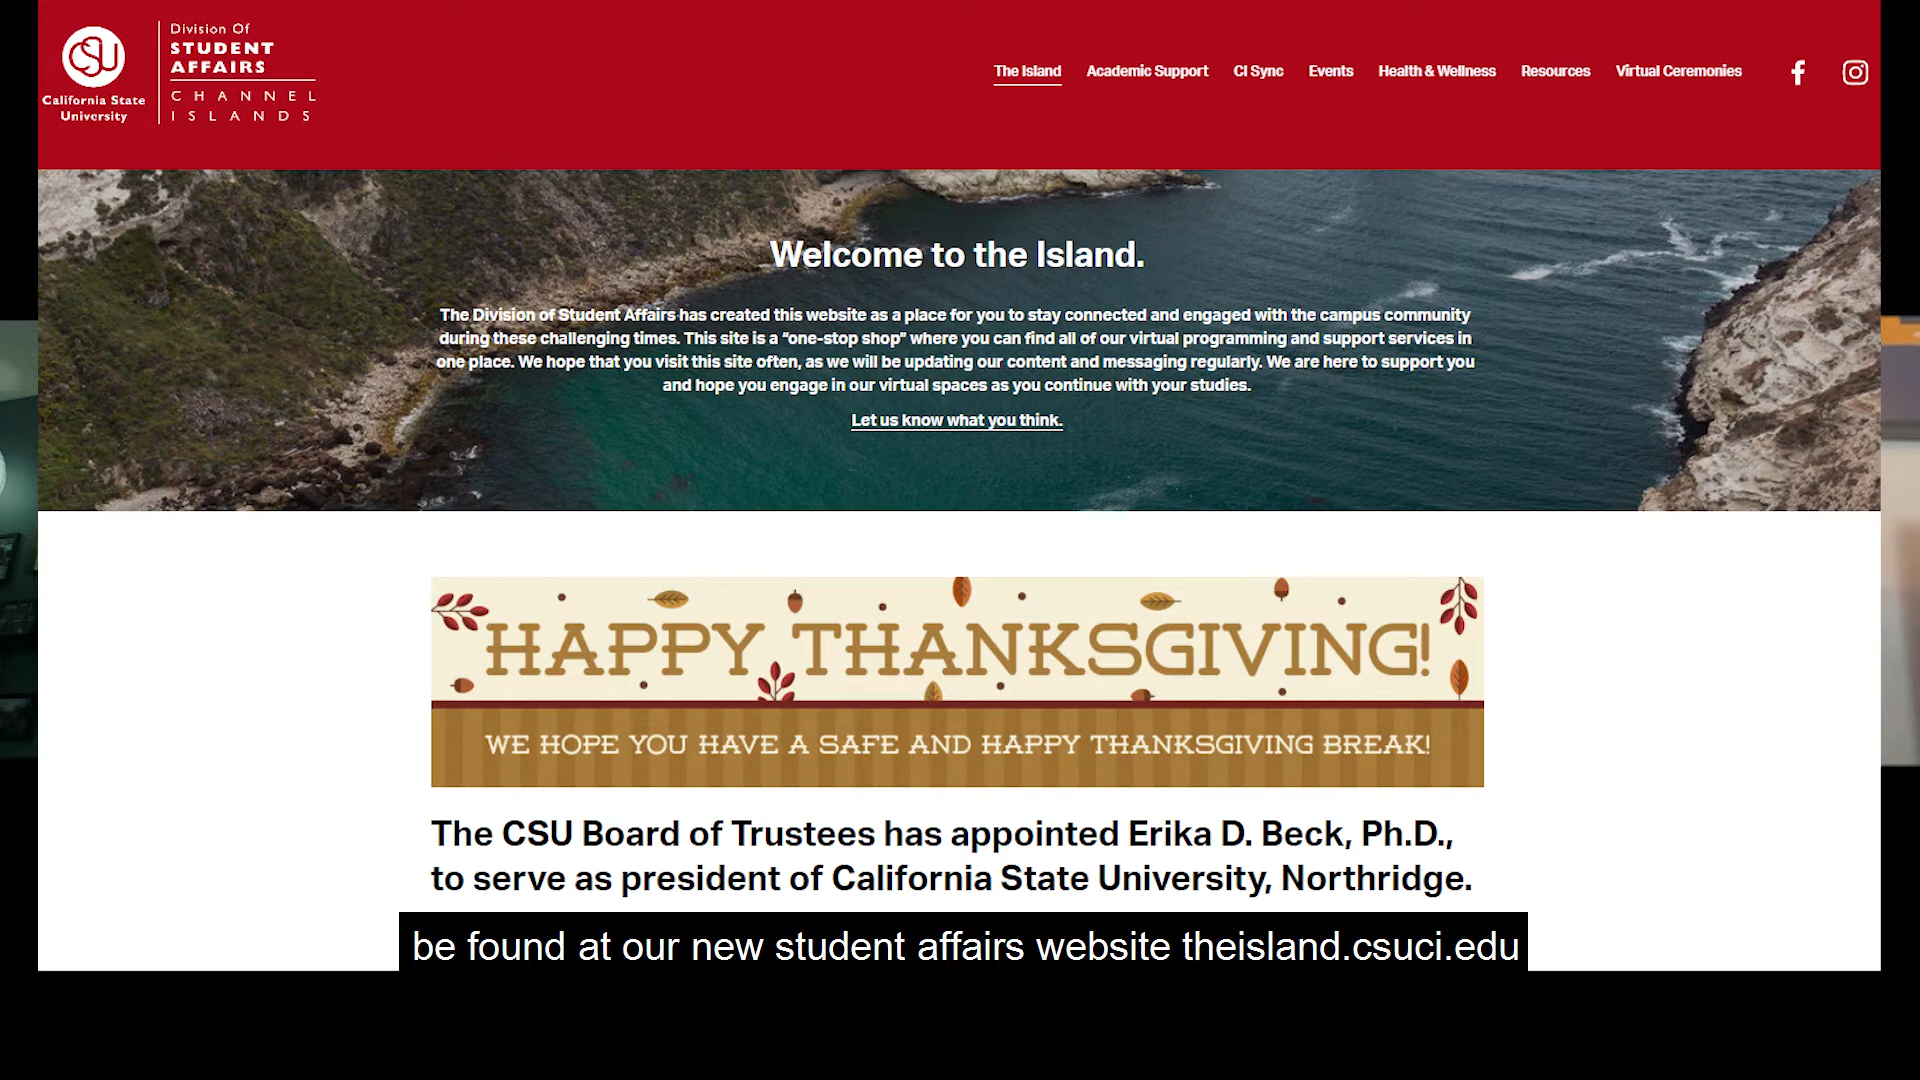 CSU
California State
University
Division Of
STUDENT
AFFAIRS
CHANNEL
ISLANDS
The Island
Academic Support
CI Sync
Events
Health & Wellness
Resources
Virtual Ceremonies
Welcome to the Island.
The Division of Student Affairs has created this website as a place for you to stay connected and engaged with the campus community
during these challenging times. This site is a “one-stop shop” where you can find all of our virtual programming and support services in
one place. We hope that you visit this site often, as we will be updating our content and messaging regularly. We are here to support you
and hope you engage in our virtual spaces as you continue with your studies.
Let us know what you think.
HAPPY THANKSGIVING!
WE HOPE YOU HAVE A SAFE AND HAPPY THANKSGIVING BREAK!
The CSU Board of Trustees has appointed Erika D. Beck, Ph.D.,
to serve as president of California State University, Northridge.
be found at our new student affairs website theisland.csuci.edu